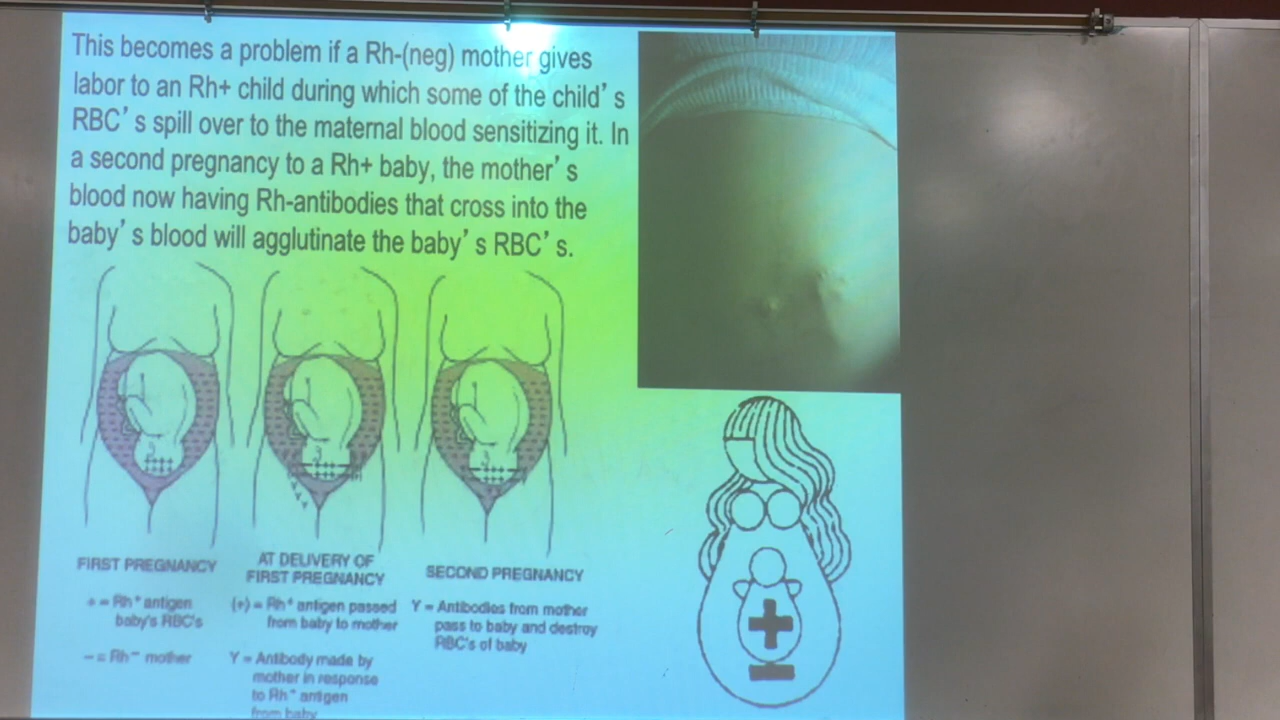 This becomes a problem if a Rh-(neg) mother gives
labor to an Rh+ child during which some of the child's
RBC's spill over to the maternal blood sensitizing it. In
a second pregnancy to a Rh+ baby, the mother's
blood now having Rh-antibodies that cross into the
baby's blood will agglutinate the baby's RBC's.
FIRST PREGNANCY
+ = Rh+ antigen
baby's RBC's
− = Rh− mother
AT DELIVERY OF
FIRST PREGNANCY
(+) = Rh+ antigen passed
from baby to mother
Y = Antibody made by
mother in response
to Rh+ antigen
from baby
SECOND PREGNANCY
Y = Antibodies from mother
pass to baby and destroy
RBC's of baby